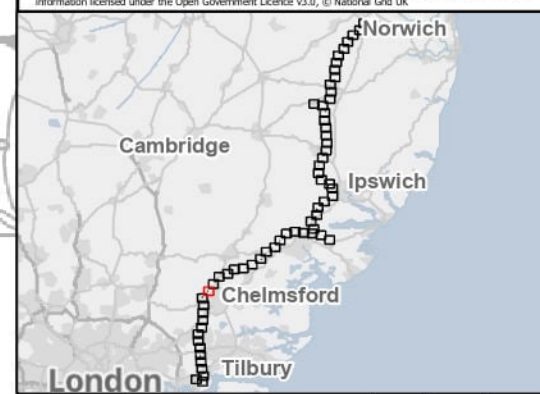 information licensed under the Open Government Licence v3.0, © National Grid UK
Norwich
Cambridge
Ipswich
Chelmsford
Tilbury
London